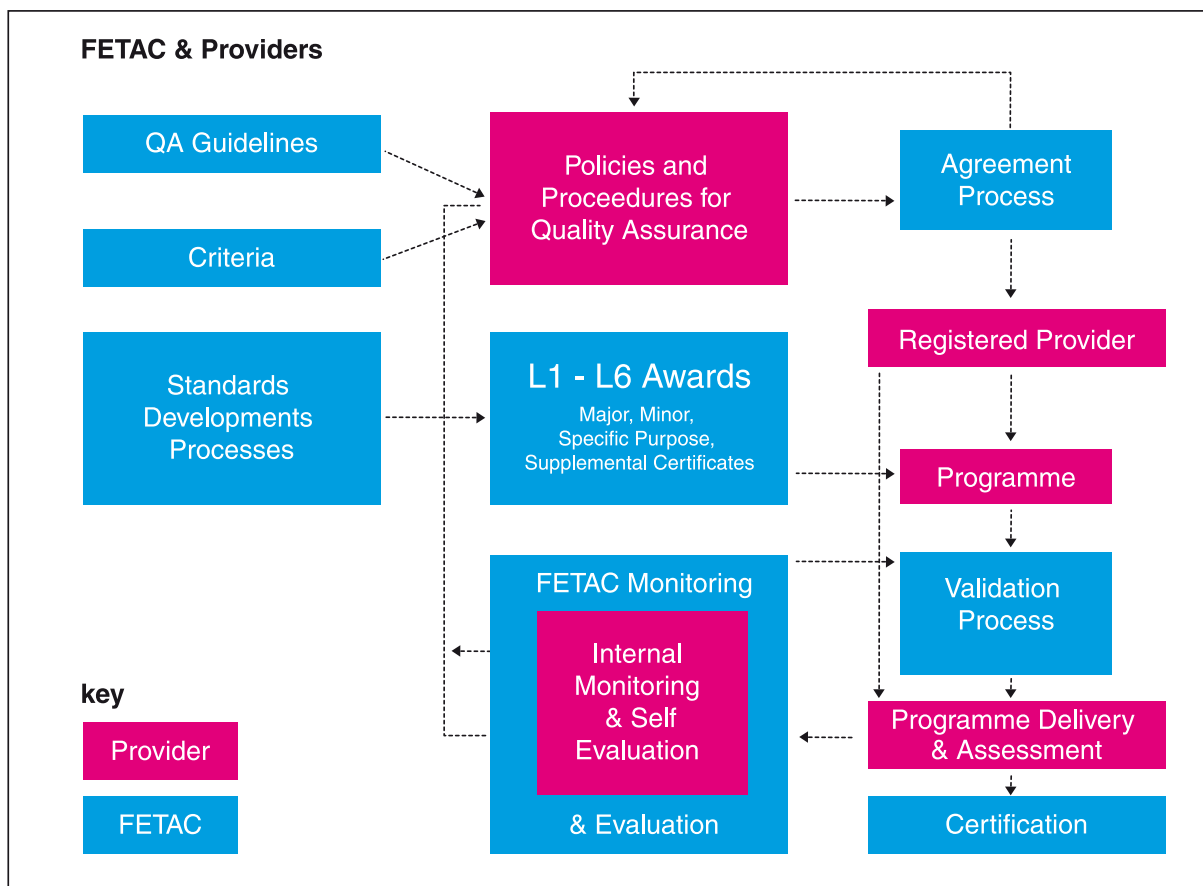 FETAC & Providers
QA Guidelines
Criteria
Policies and
Proceedures for
Quality Assurance
Agreement
Process
Registered Provider
Standards
Developments
Processes
L1 - L6 Awards
Major, Minor,
Specific Purpose,
Supplemental Certificates
Programme
FETAC Monitoring
Internal
Monitoring
& Self
Evaluation
& Evaluation
Validation
Process
Programme Delivery
& Assessment
Certification
key
Provider
FETAC